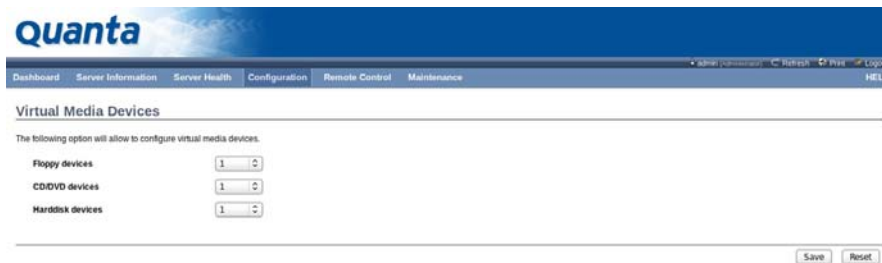 Quanta
• admin (Administrator) Refresh Print Logo
Dashboard Server Information Server Health Configuration Remote Control Maintenance HEL
Virtual Media Devices
The following option will allow to configure virtual media devices.
Floppy devices 1
CD/DVD devices 1
Harddisk devices 1
Save Reset